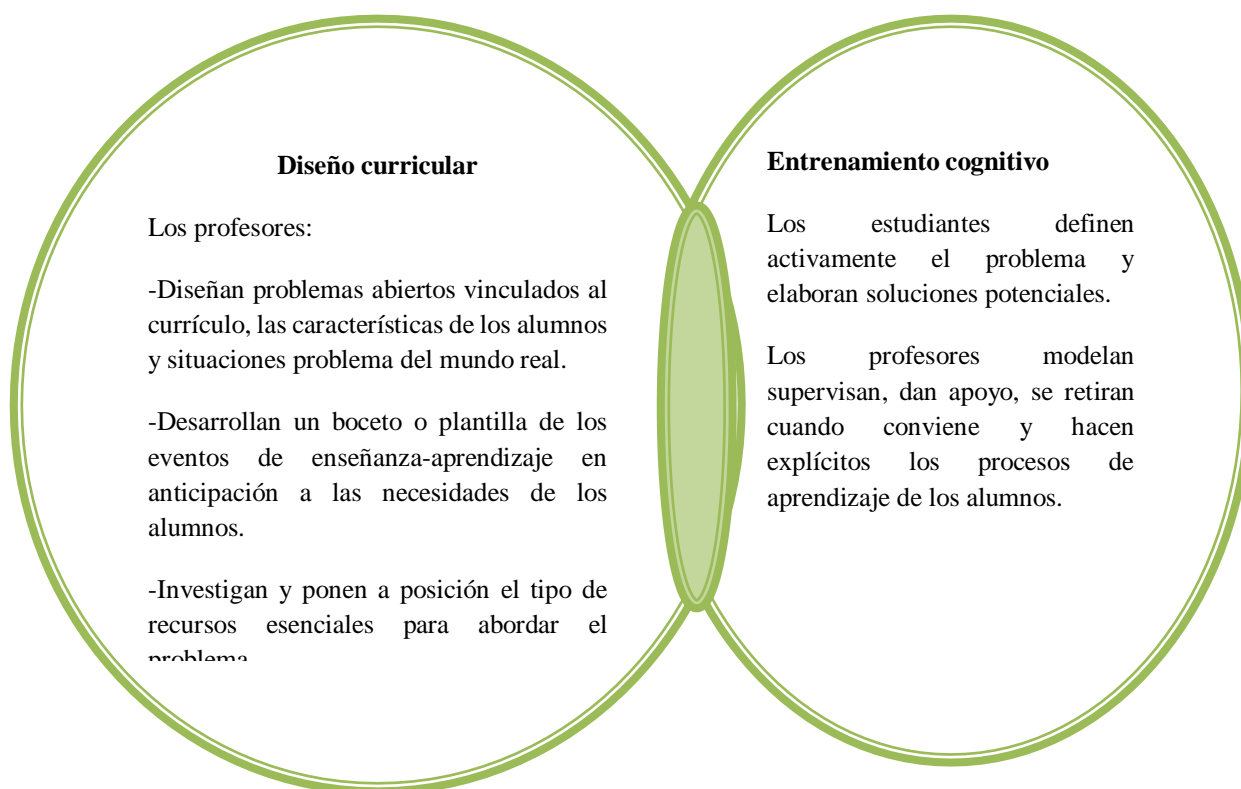 Diseño curricular
Los profesores:
-Diseñan problemas abiertos vinculados al
currículo, las características de los alumnos
y situaciones problema del mundo real.
-Desarrollan un boceto o plantilla de los
eventos de enseñanza-aprendizaje en
anticipación a las necesidades de los
alumnos.
-Investigan y ponen a posición el tipo de
recursos esenciales para abordar el
problema
Entrenamiento cognitivo
Los estudiantes definen
activamente el problema y
elaboran soluciones potenciales.
Los profesores modelan
supervisan, dan apoyo, se retiran
cuando conviene y hacen
explícitos los procesos de
aprendizaje de los alumnos.